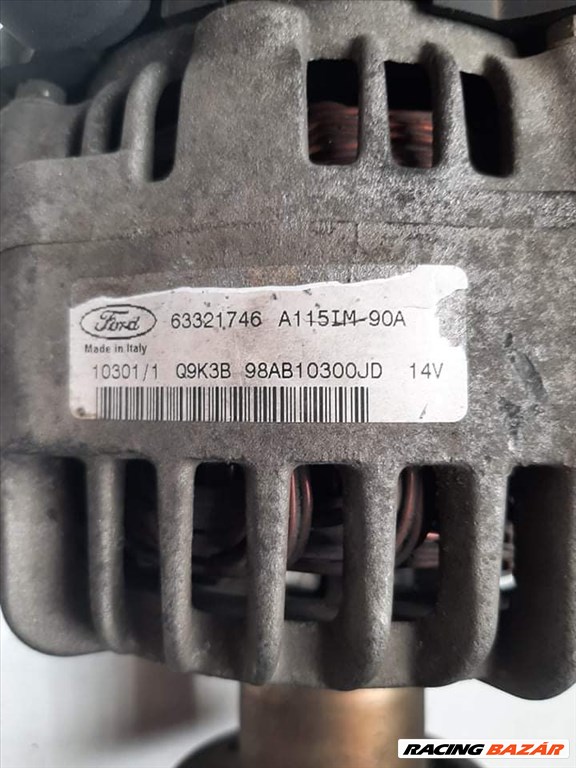 Ford 63321746 A115IM-90A
Made in Italy
10301/1 Q9K3B 98AB10300JD 14V
RACING BAZÁR